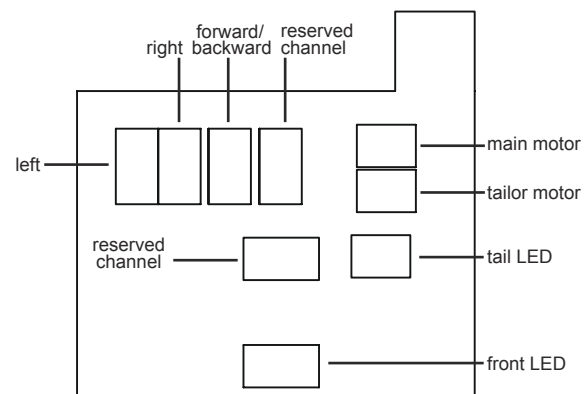 forward/
backward
right
reserved
channel
left
main motor
tailor motor
reserved
channel
tail LED
front LED